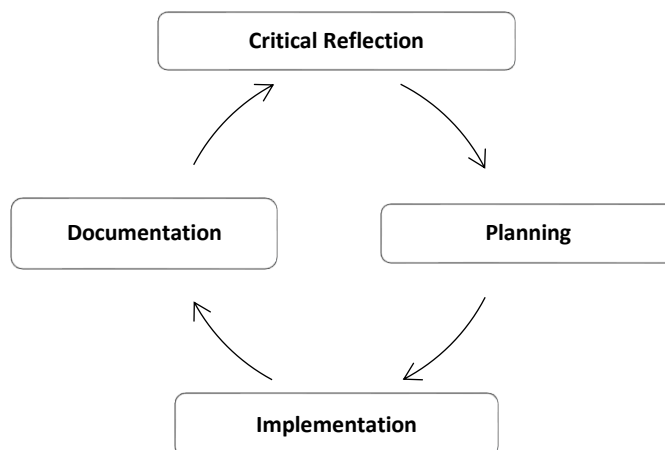 Critical Reflection
Documentation
Planning
Implementation